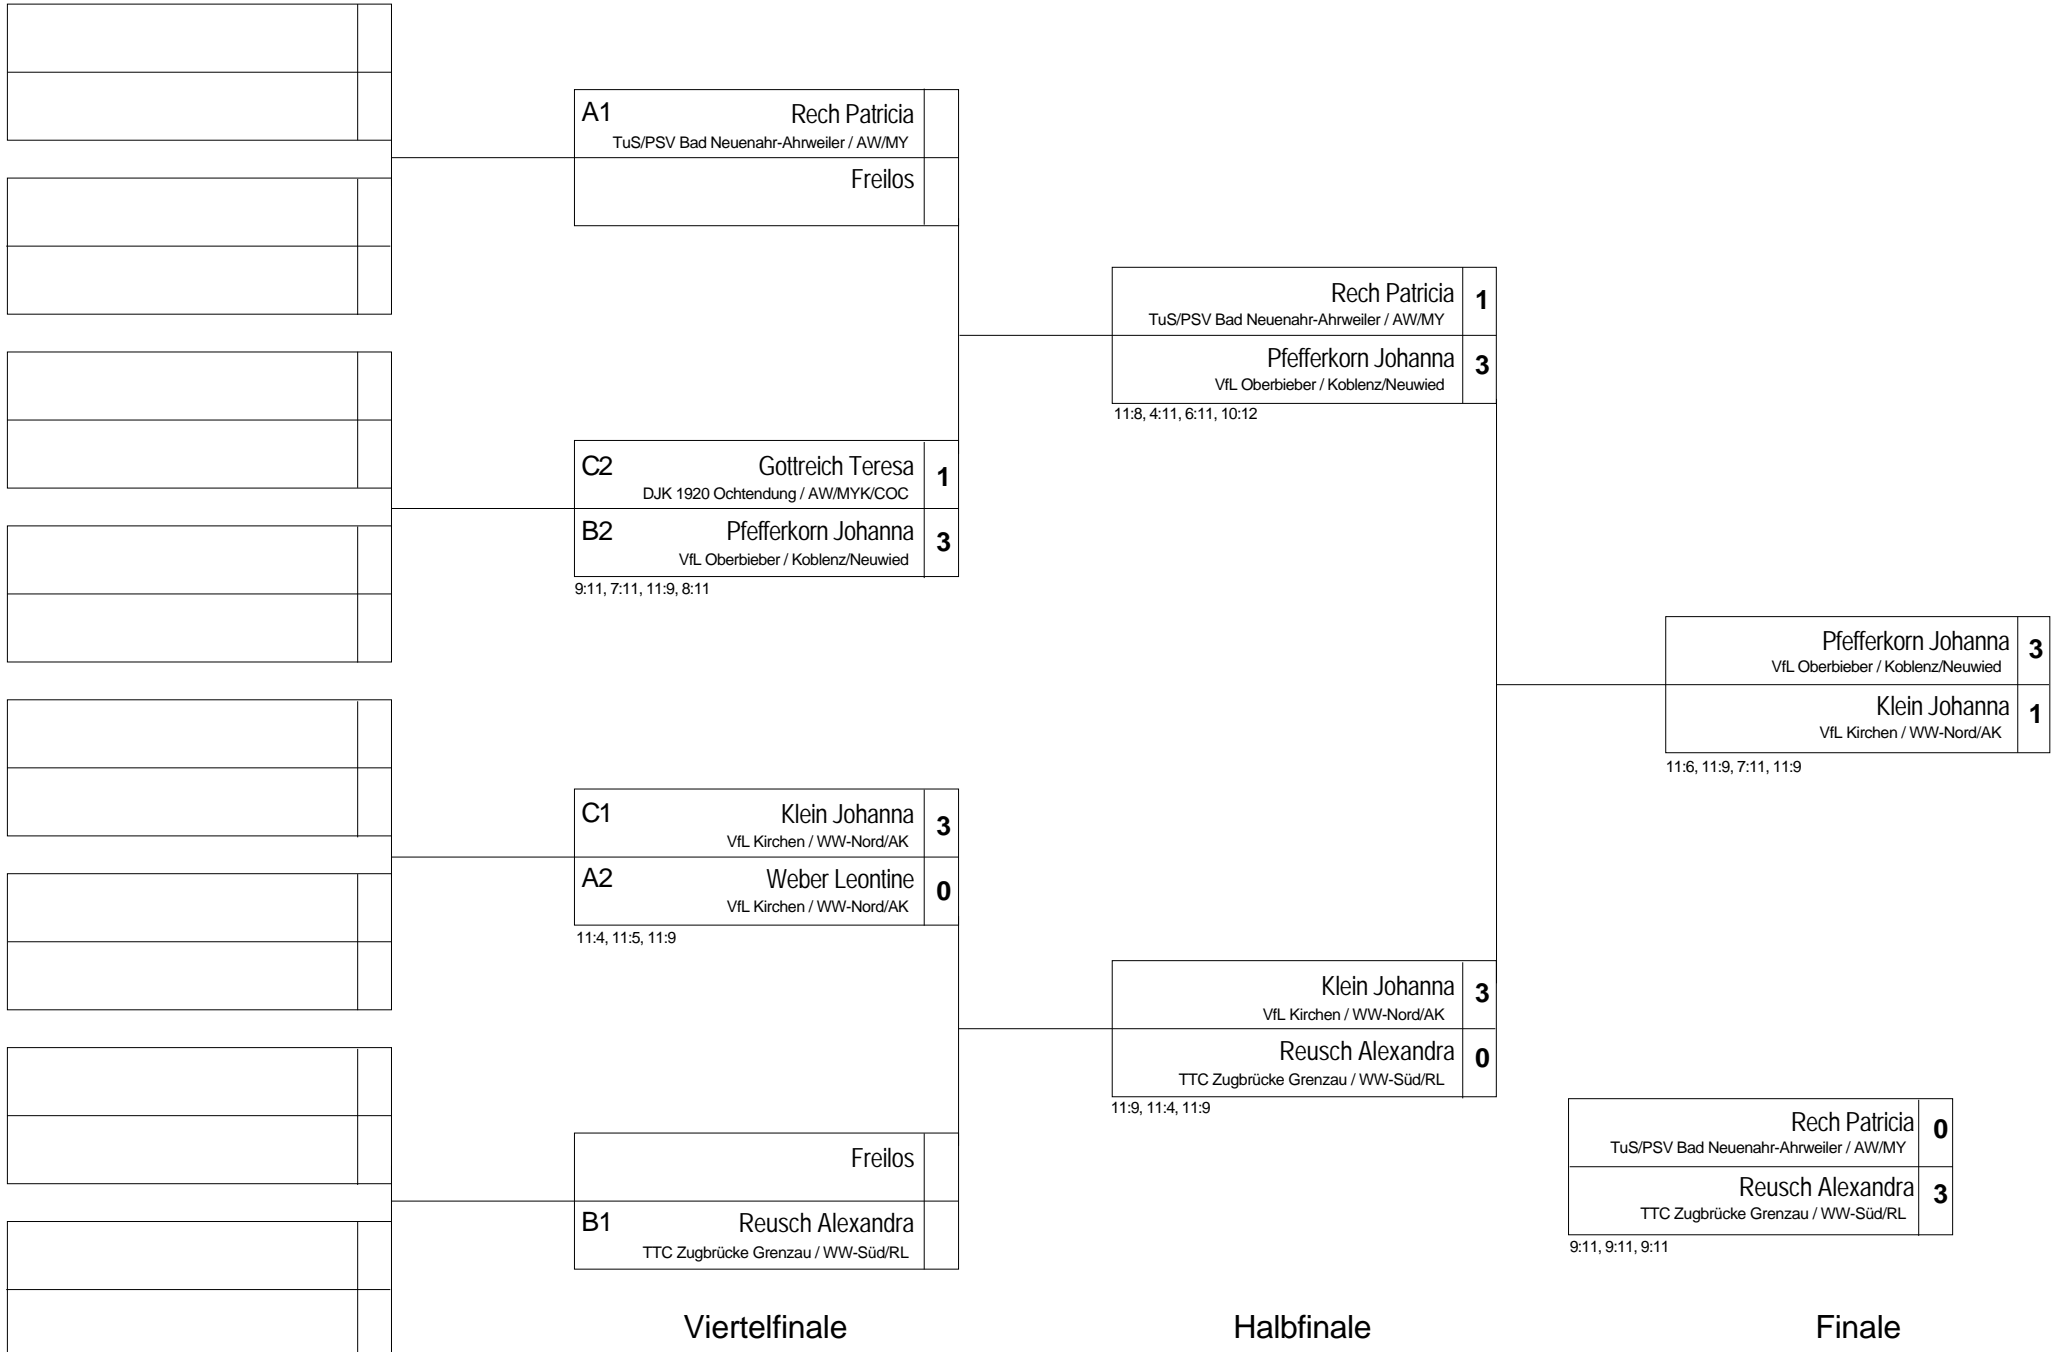 A1 Rech Patricia
TuS/PSV Bad Neuenahr-Ahrweiler / AW/MY
Freilos
C2 Gottreich Teresa 1
DJK 1920 Ochtendung / AW/MYK/COC
B2 Pfefferkorn Johanna 3
VfL Oberbieber / Koblenz/Neuwied
9:11, 7:11, 11:9, 8:11
C1 Klein Johanna 3
VfL Kirchen / WW-Nord/AK
A2 Weber Leontine 0
VfL Kirchen / WW-Nord/AK
11:4, 11:5, 11:9
Freilos
B1 Reusch Alexandra
TTC Zugbrücke Grenzau / WW-Süd/RL
Viertelfinale
Rech Patricia 1
TuS/PSV Bad Neuenahr-Ahrweiler / AW/MY
Pfefferkorn Johanna 3
VfL Oberbieber / Koblenz/Neuwied
11:8, 4:11, 6:11, 10:12
Klein Johanna 3
VfL Kirchen / WW-Nord/AK
Reusch Alexandra 0
TTC Zugbrücke Grenzau / WW-Süd/RL
11:9, 11:4, 11:9
Halbfinale
Pfefferkorn Johanna 3
VfL Oberbieber / Koblenz/Neuwied
Klein Johanna 1
VfL Kirchen / WW-Nord/AK
11:6, 11:9, 7:11, 11:9
Rech Patricia 0
TuS/PSV Bad Neuenahr-Ahrweiler / AW/MY
Reusch Alexandra 3
TTC Zugbrücke Grenzau / WW-Süd/RL
9:11, 9:11, 9:11
Finale